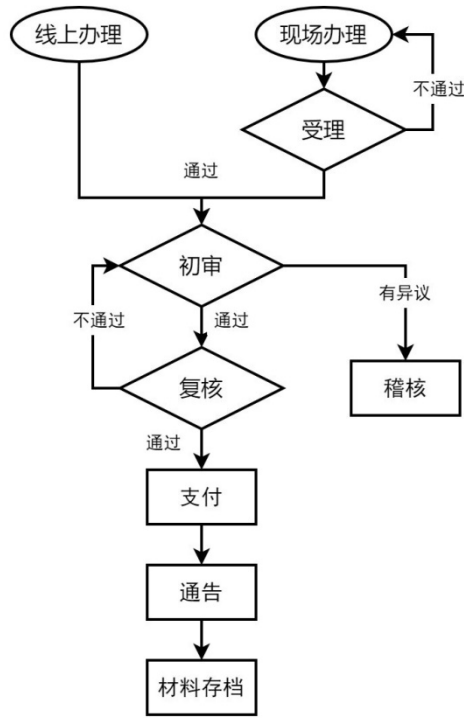 线上办理
现场办理
不通过
受理
通过
初审
有异议
不通过
通过
复核
稽核
通过
支付
通告
材料存档